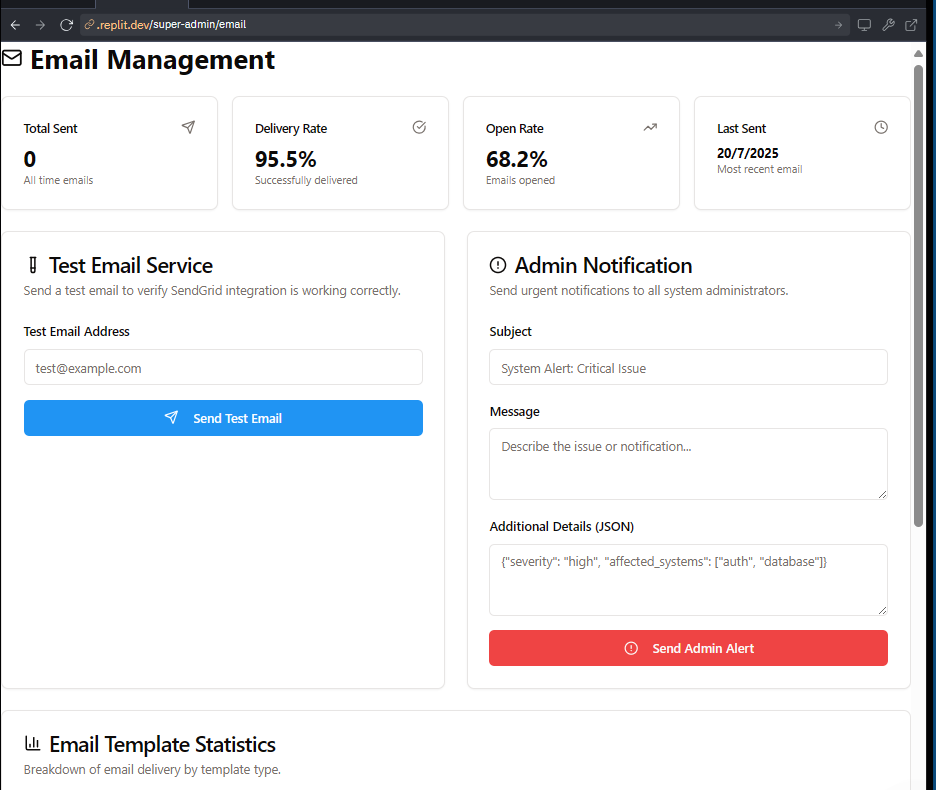 .replit.dev/super-admin/email
Email Management
Total Sent
0
All time emails
Delivery Rate
95.5%
Successfully delivered
Open Rate
68.2%
Emails opened
Last Sent
20/7/2025
Most recent email
Test Email Service
Send a test email to verify SendGrid integration is working correctly.
Test Email Address
test@example.com
Send Test Email
Admin Notification
Send urgent notifications to all system administrators.
Subject
System Alert: Critical Issue
Message
Describe the issue or notification...
Additional Details (JSON)
{"severity": "high", "affected_systems": ["auth", "database"]}
Send Admin Alert
Email Template Statistics
Breakdown of email delivery by template type.